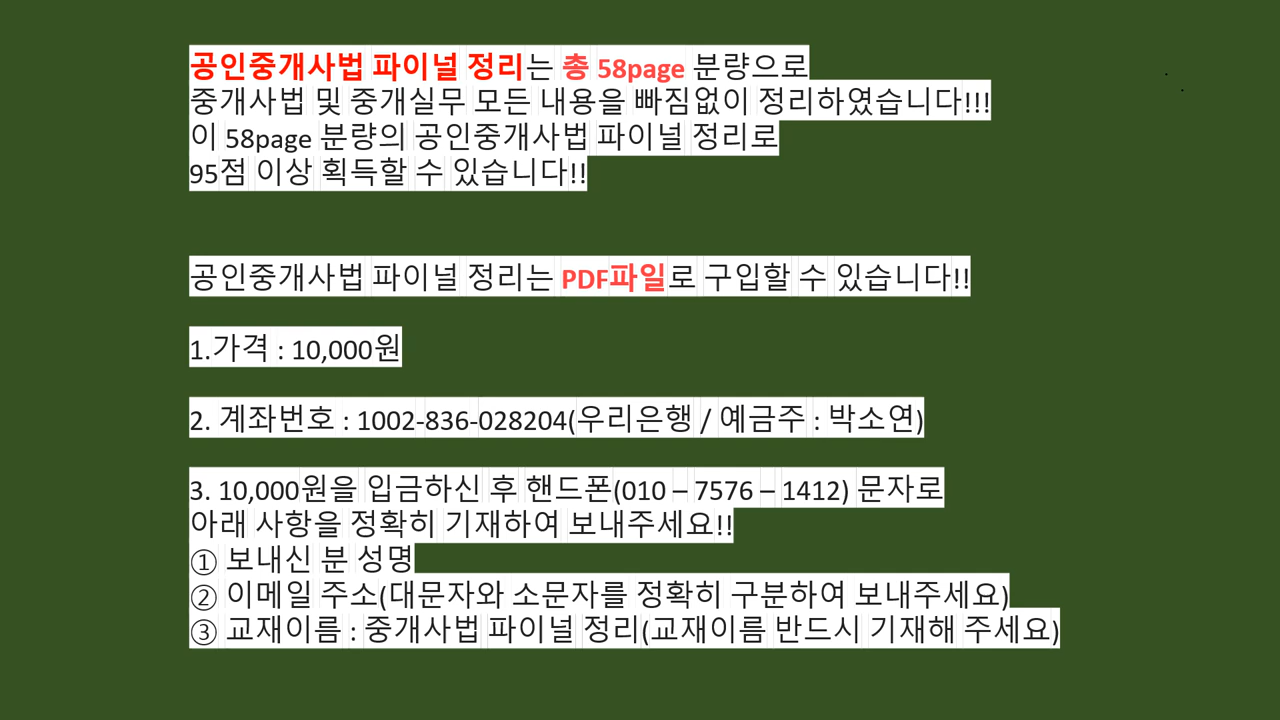 공인중개사법 파이널 정리는 총 58page 분량으로
중개사법 및 중개실무 모든 내용을 빠짐없이 정리하였습니다!!!
이 58page 분량의 공인중개사법 파이널 정리로
95점 이상 획득할 수 있습니다!!
공인중개사법 파이널 정리는 PDF파일로 구입할 수 있습니다!!
1.가격 : 10,000원
2. 계좌번호 : 1002-836-028204(우리은행 / 예금주 : 박소연)
3. 10,000원을 입금하신 후 핸드폰(010 – 7576 – 1412) 문자로
아래 사항을 정확히 기재하여 보내주세요!!
① 보내신 분 성명
② 이메일 주소(대문자와 소문자를 정확히 구분하여 보내주세요)
③ 교재이름 : 중개사법 파이널 정리(교재이름 반드시 기재해 주세요)